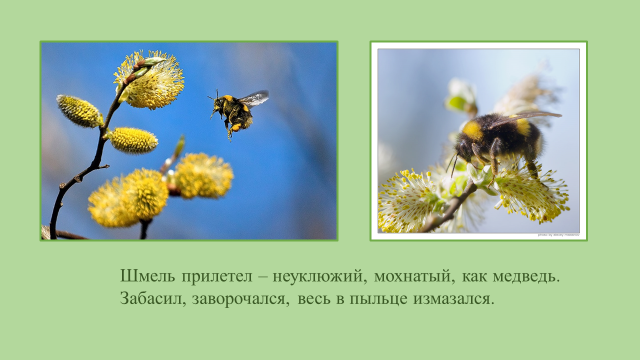 Шмель прилетел – неуклюжий, мохнатый, как медведь.
Забасил, заворочался, весь в пыльце измазался.